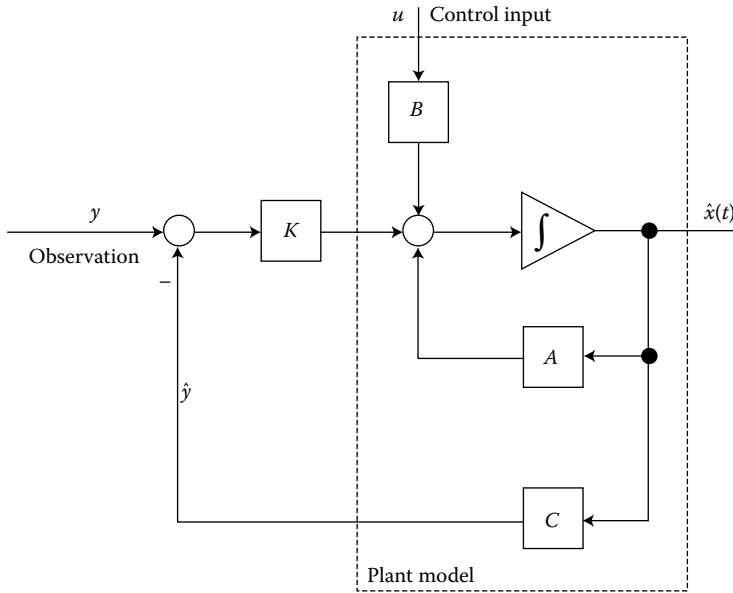 u Control input
B
y
Observation
K
∫
x̂(t)
−
A
ŷ
C
Plant model